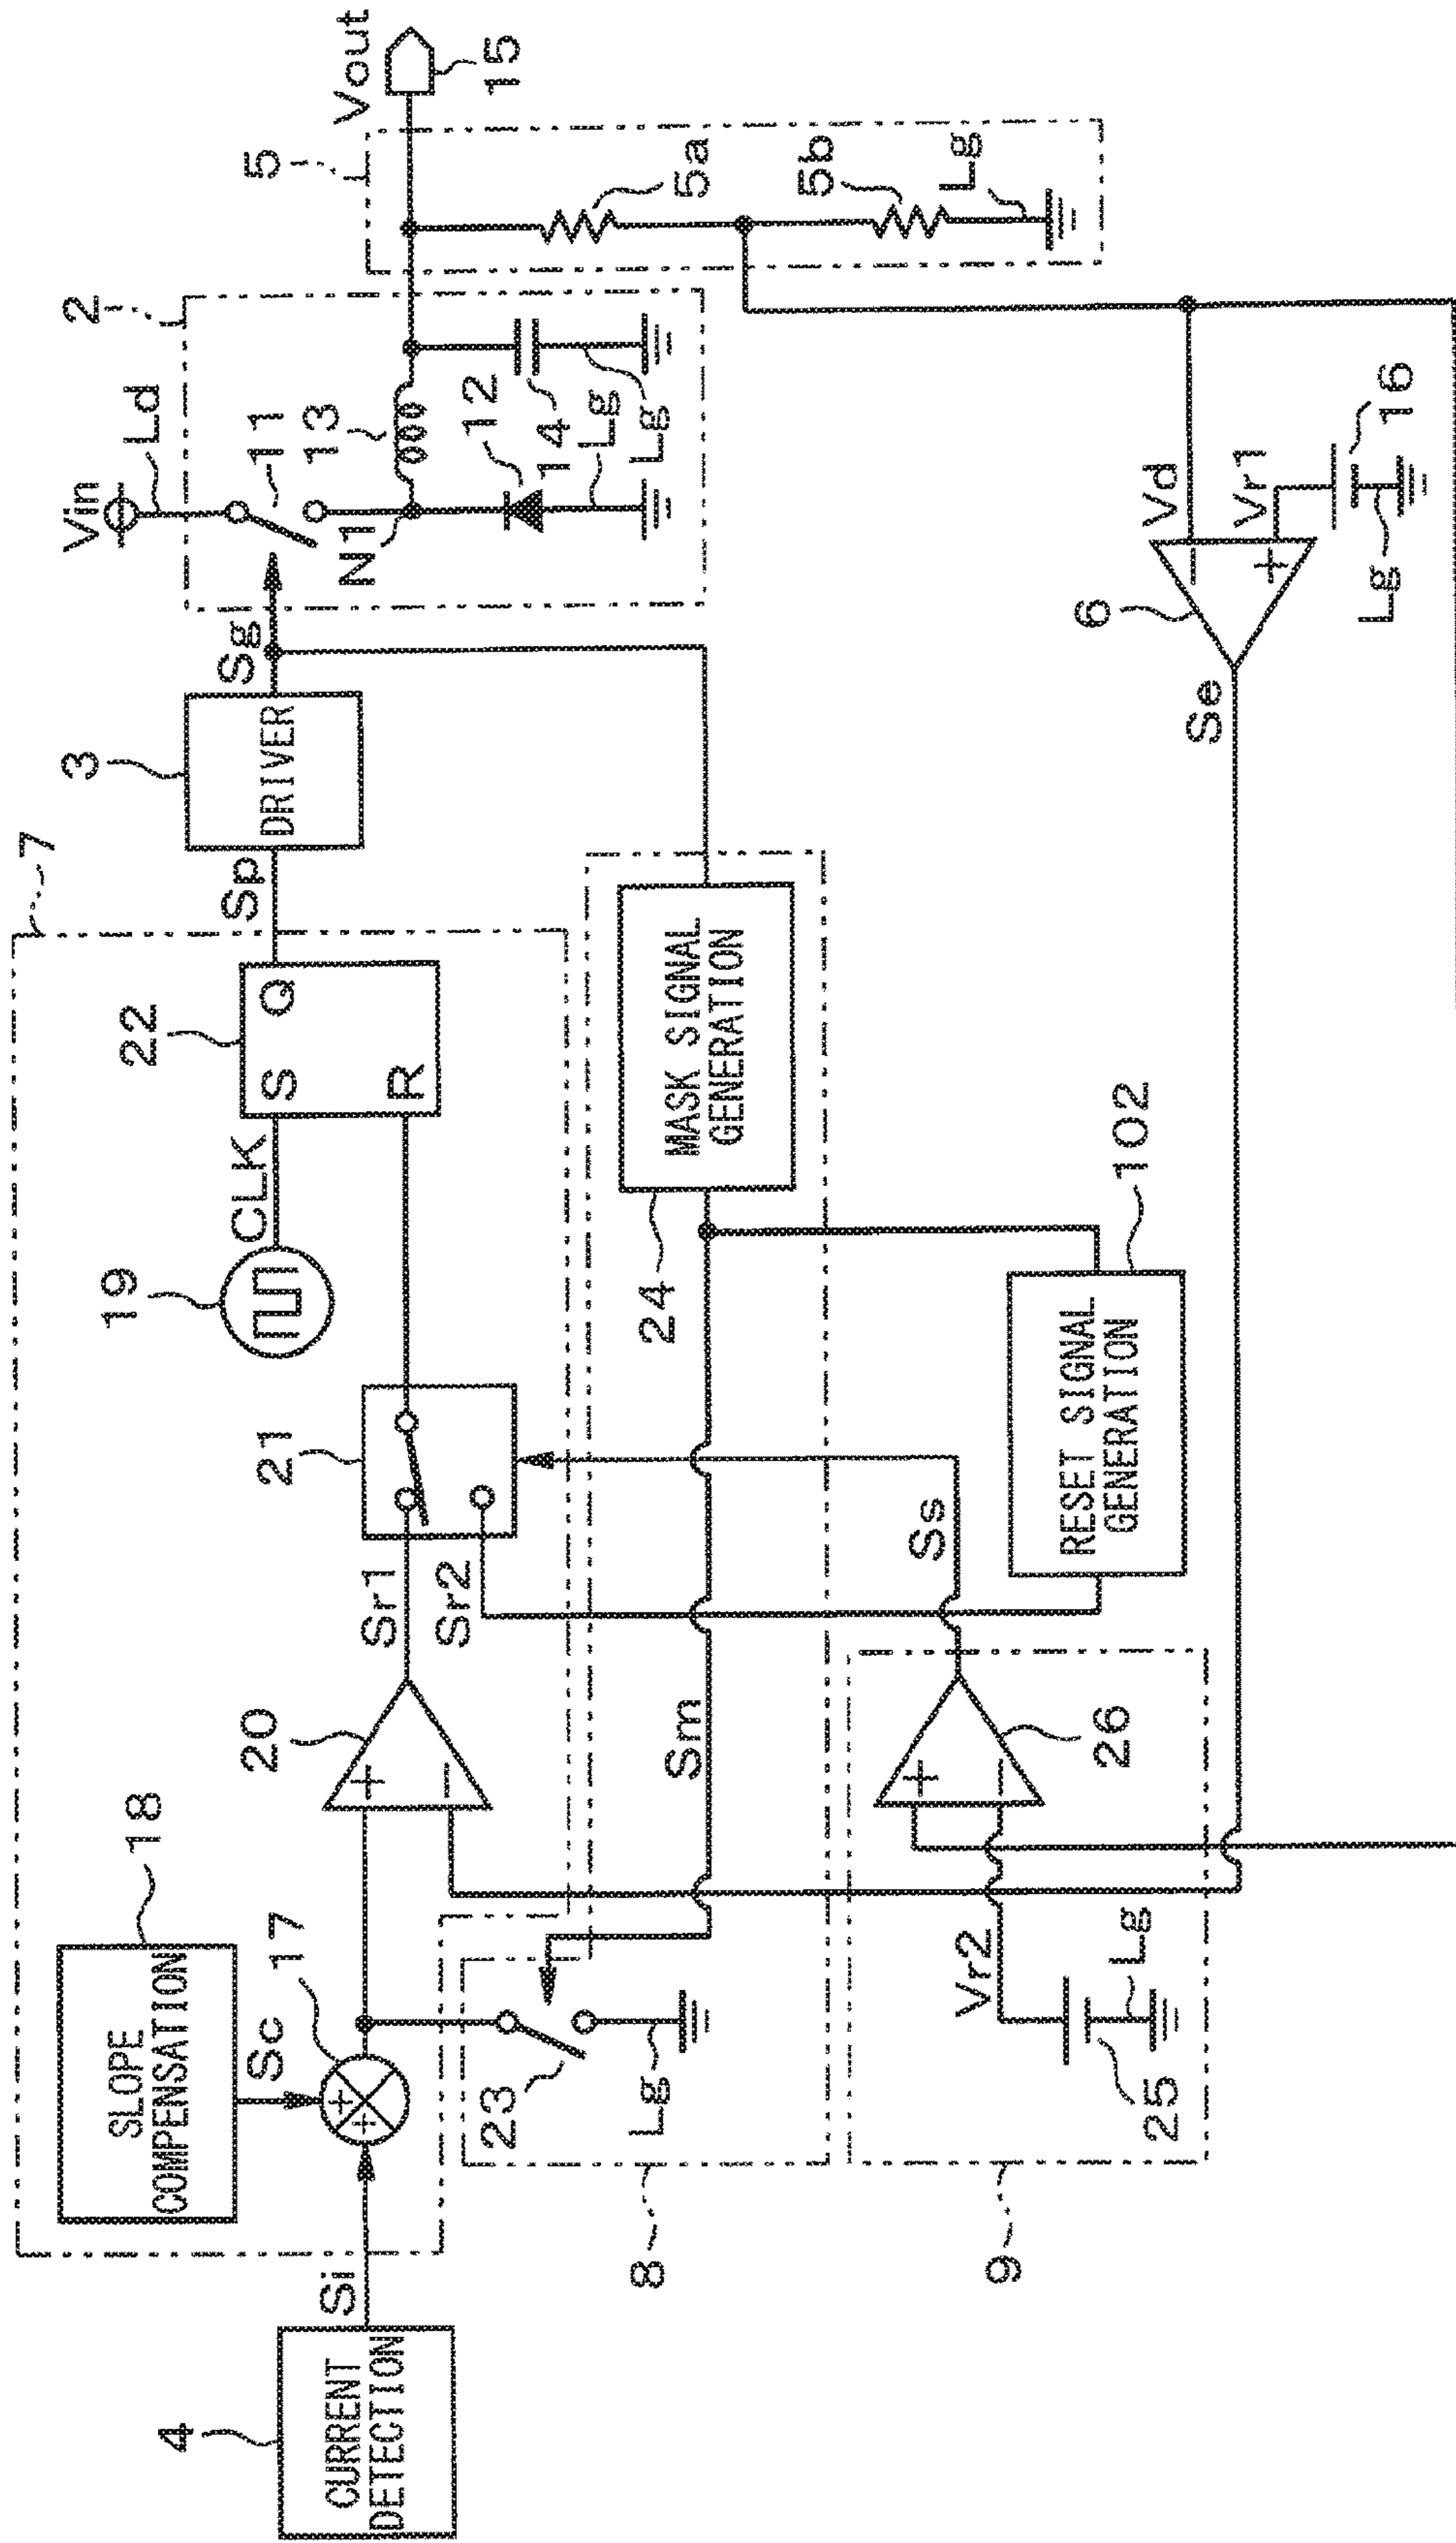 Vin
Ld
2
5
Vout
15
11
13
N1
12
14
Lg
Lg
5a
5b
Lg
7
3
DRIVER
Sg
Sp
22
S
Q
R
19
CLK
21
Sr1
Sr2
20
+
−
18
SLOPE
COMPENSATION
Sc
17
+
+
Si
4
CURRENT
DETECTION
23
Lg
8
Sm
24
MASK SIGNAL
GENERATION
102
RESET SIGNAL
GENERATION
Ss
26
+
−
Vr2
25
Lg
9
Se
6
−
+
Vd
Vr1
16
Lg